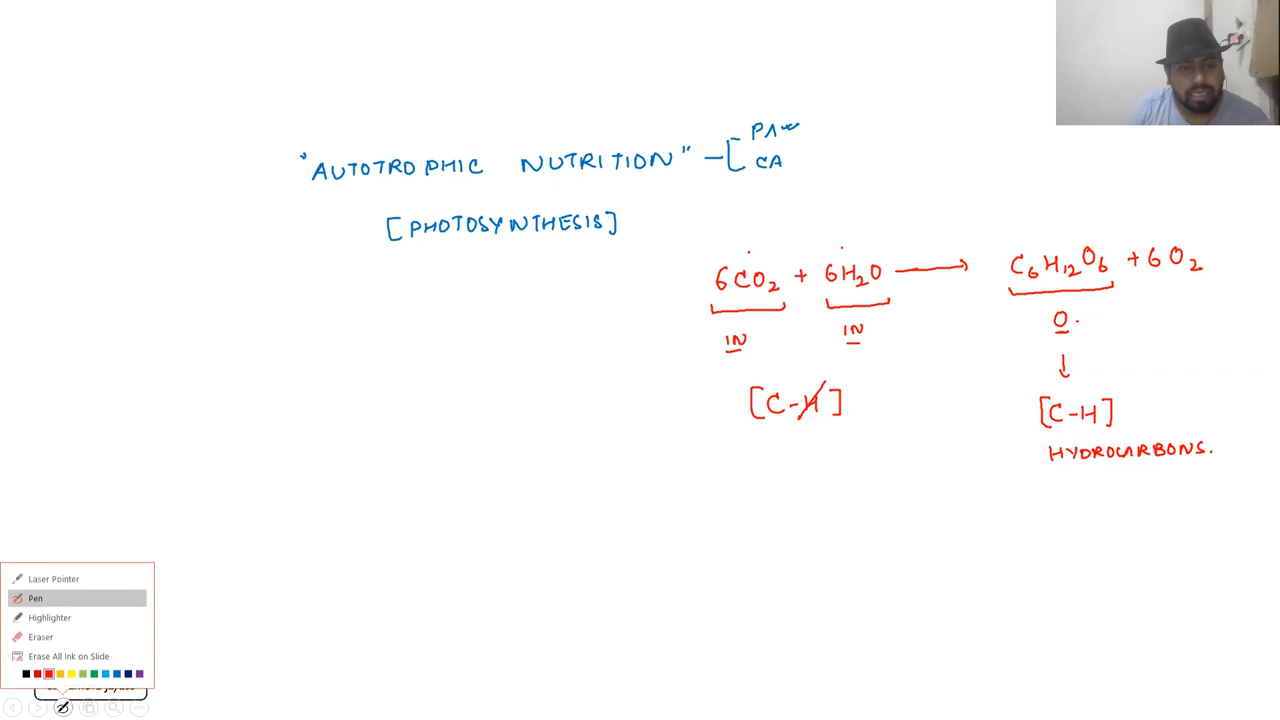 "AUTOTROPHIC NUTRITION" — [ PA
CA
[PHOTOSYNTHESIS]
6CO₂ + 6H₂O → C₆H₁₂O₆ + 6O₂
IN IN O.
↓
[C-H] [C-H]
HYDROCARBONS.
Laser Pointer
Pen
Highlighter
Eraser
Erase All Ink on Slide